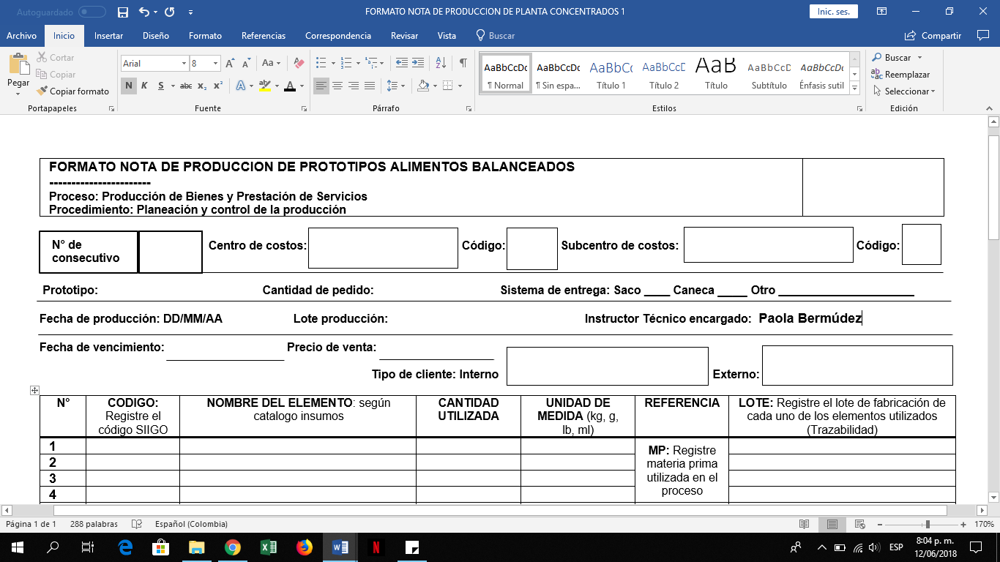 Autoguardado
FORMATO NOTA DE PRODUCCION DE PLANTA CONCENTRADOS 1
Inic. ses.
Archivo Inicio Insertar Diseño Formato Referencias Correspondencia Revisar Vista Buscar Compartir
Pegar
Cortar
Copiar
Copiar formato
Portapapeles
Arial 8
N K S abc x₂ x²
Fuente
Párrafo
AaBbCcDc AaBbCcDc AaBbCc AaBbCcD AaB AaBbCcD AaBbCcDc
¶ Normal ¶ Sin espa... Título 1 Título 2 Título Subtítulo Énfasis sutil
Estilos
Buscar
Reemplazar
Seleccionar
Edición
FORMATO NOTA DE PRODUCCION DE PROTOTIPOS ALIMENTOS BALANCEADOS
-----------------------
Proceso: Producción de Bienes y Prestación de Servicios
Procedimiento: Planeación y control de la producción
N° de
consecutivo
Centro de costos: Código: Subcentro de costos: Código:
Prototipo: Cantidad de pedido: Sistema de entrega: Saco ____ Caneca ____ Otro ____________________
Fecha de producción: DD/MM/AA Lote producción: Instructor Técnico encargado: Paola Bermúdez
Fecha de vencimiento: Precio de venta:
Tipo de cliente: Interno Externo:
N°
CODIGO:
Registre el
código SIIGO
NOMBRE DEL ELEMENTO: según
catalogo insumos
CANTIDAD
UTILIZADA
UNIDAD DE
MEDIDA (kg, g,
lb, ml)
REFERENCIA
LOTE: Registre el lote de fabricación de
cada uno de los elementos utilizados
(Trazabilidad)
1
2
3
4
MP: Registre
materia prima
utilizada en el
proceso
Página 1 de 1 288 palabras Español (Colombia) 170%
ESP
8:04 p. m.
12/06/2018